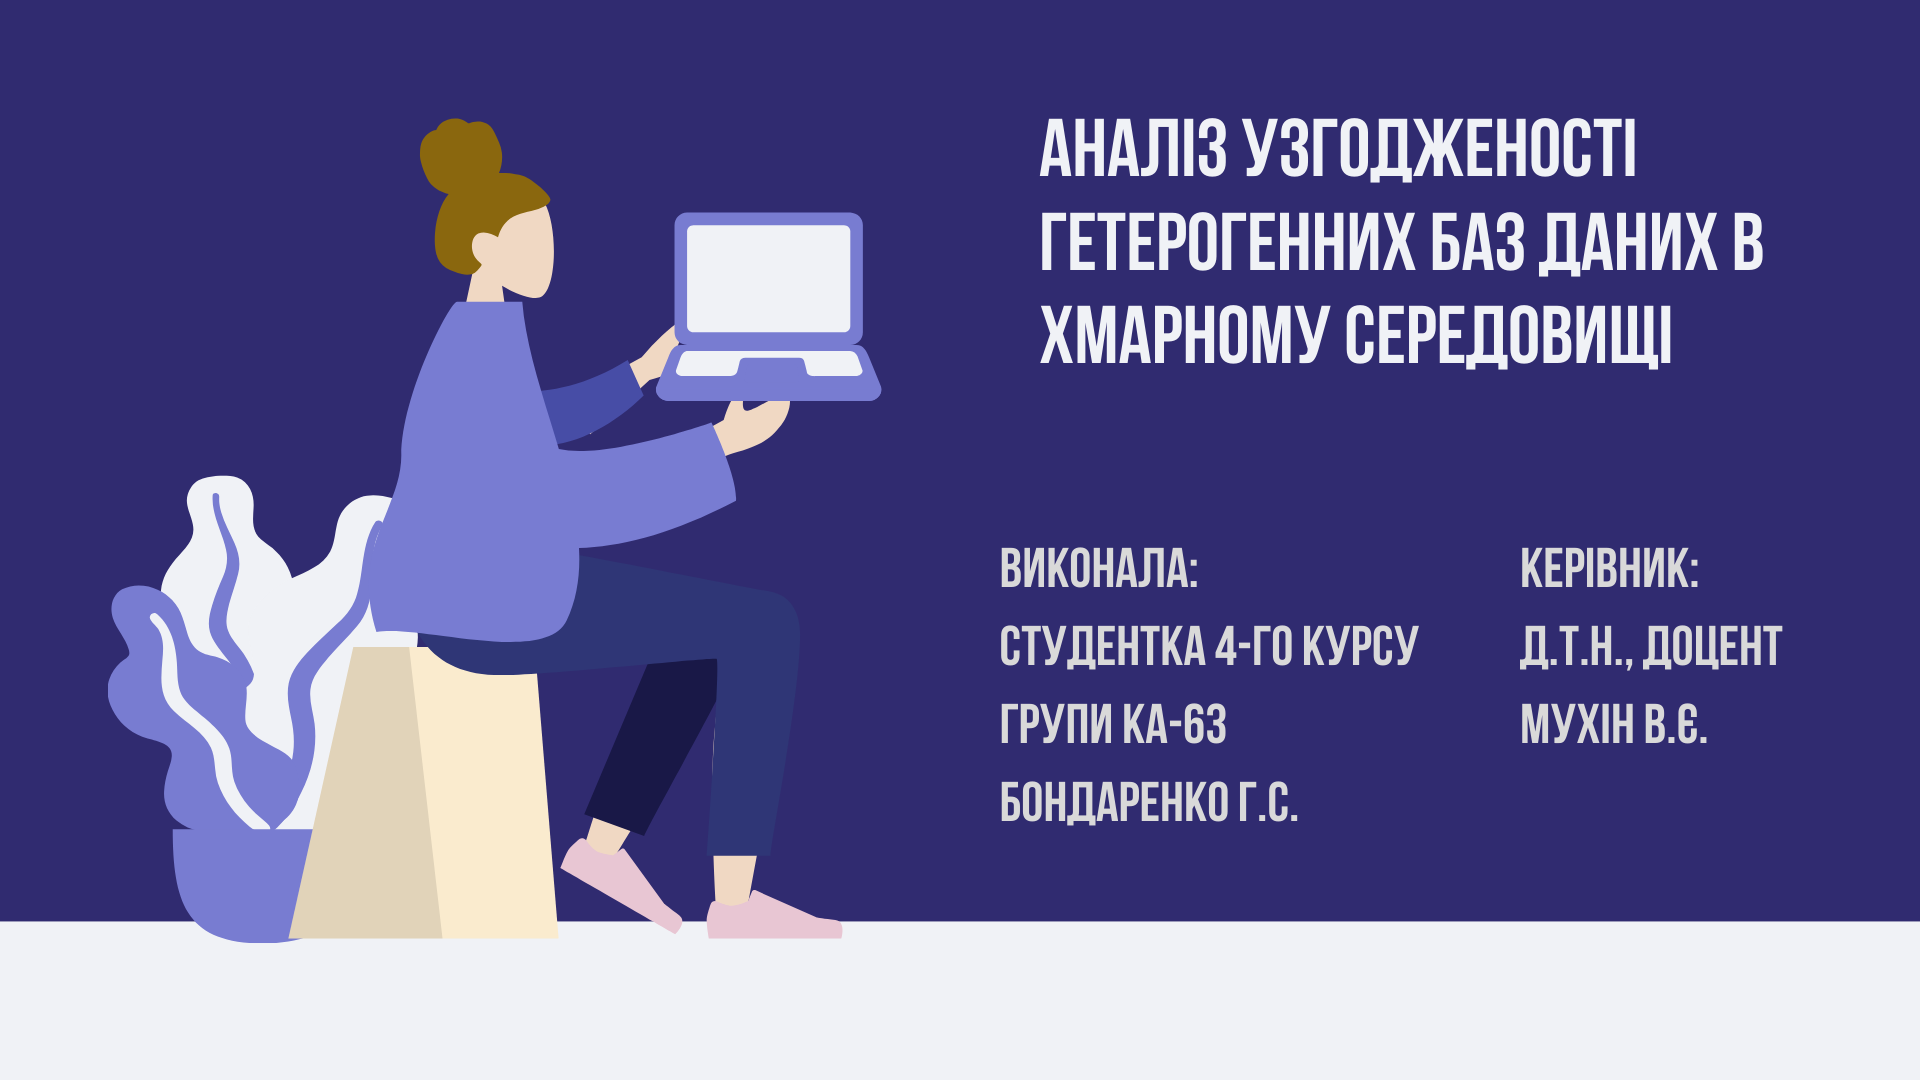 АНАЛІЗ УЗГОДЖЕНОСТІ
ГЕТЕРОГЕННИХ БАЗ ДАНИХ В
ХМАРНОМУ СЕРЕДОВИЩІ
ВИКОНАЛА:
СТУДЕНТКА 4-ГО КУРСУ
ГРУПИ КА-63
БОНДАРЕНКО Г.С.
КЕРІВНИК:
Д.Т.Н., ДОЦЕНТ
МУХІН В.Є.